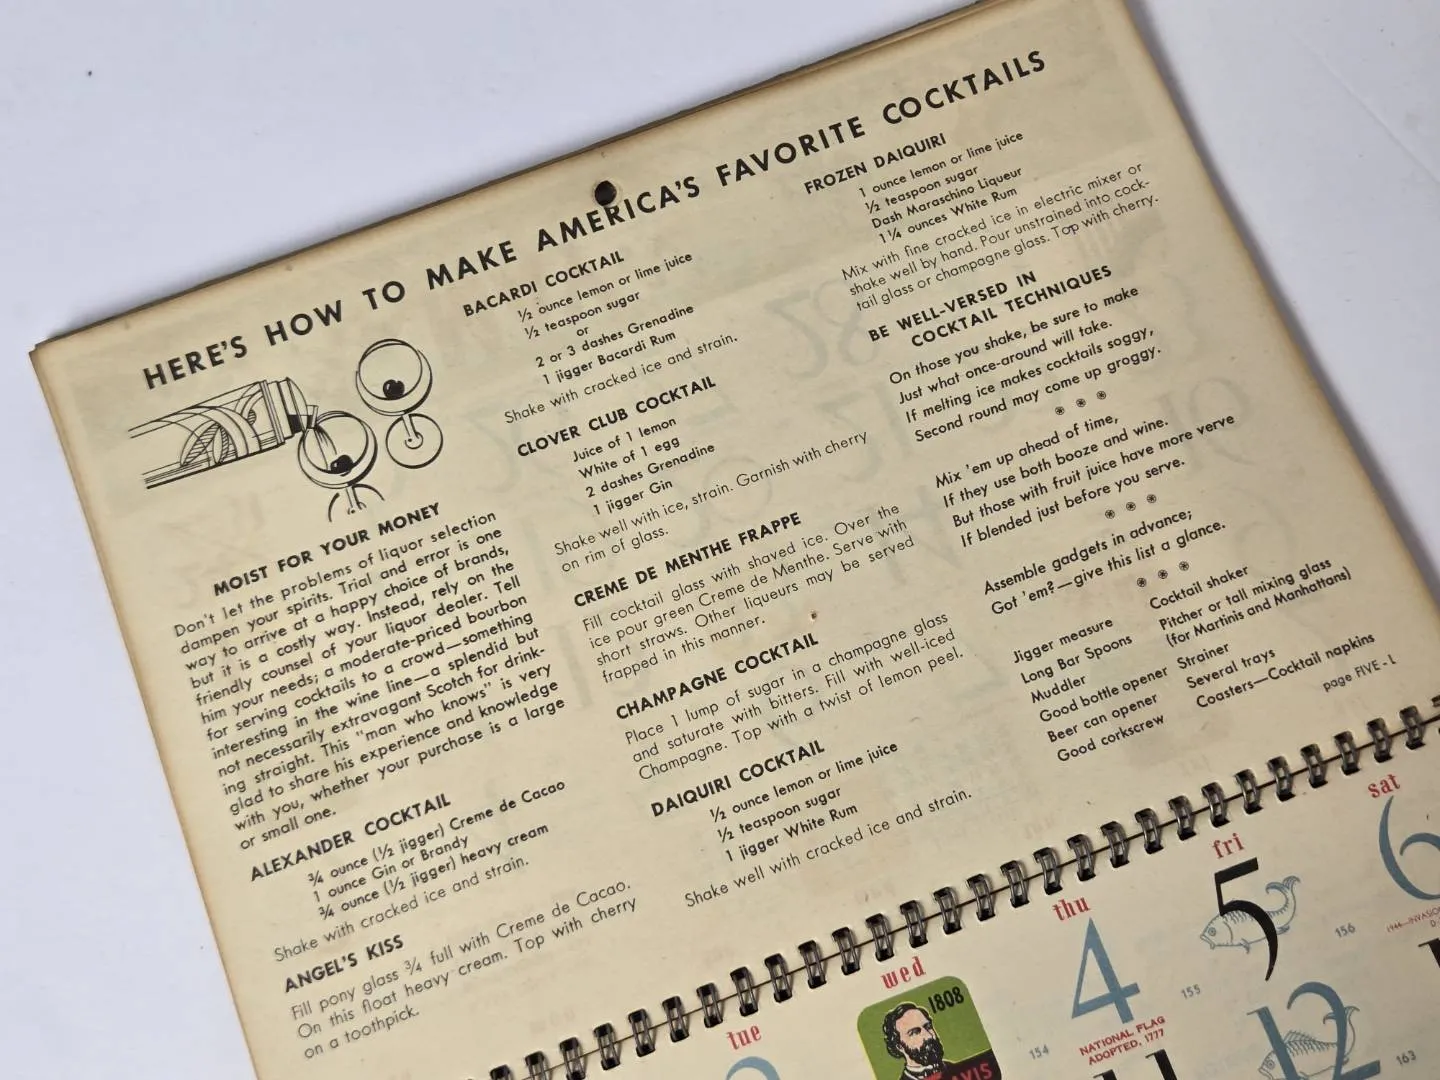 HERE'S HOW TO MAKE AMERICA'S FAVORITE COCKTAILS
MOIST FOR YOUR MONEY
Don't let the problems of liquor selection
dampen your spirits. Trial and error is one
way to arrive at a happy choice of brands,
but it is a costly way. Instead, rely on the
friendly counsel of your liquor dealer. Tell
him your needs; a moderate-priced bourbon
for serving cocktails to a crowd—something
interesting in the wine line—a splendid but
not necessarily extravagant Scotch for drink-
ing straight. This "man who knows" is very
glad to share his experience and knowledge
with you, whether your purchase is a large
or small one.
ALEXANDER COCKTAIL
¾ ounce (½ jigger) Creme de Cacao
1 ounce Gin or Brandy
¾ ounce (½ jigger) heavy cream
Shake with cracked ice and strain.
ANGEL'S KISS
Fill pony glass ¾ full with Creme de Cacao.
On this float heavy cream. Top with cherry
on a toothpick.
BACARDI COCKTAIL
½ ounce lemon or lime juice
½ teaspoon sugar
or
2 or 3 dashes Grenadine
1 jigger Bacardi Rum
Shake with cracked ice and strain.
CLOVER CLUB COCKTAIL
Juice of 1 lemon
White of 1 egg
2 dashes Grenadine
1 jigger Gin
Shake well with ice, strain. Garnish with cherry
on rim of glass.
CREME DE MENTHE FRAPPE
Fill cocktail glass with shaved ice. Over the
ice pour green Creme de Menthe. Serve with
short straws. Other liqueurs may be served
frapped in this manner.
CHAMPAGNE COCKTAIL
Place 1 lump of sugar in a champagne glass
and saturate with bitters. Fill with well-iced
Champagne. Top with a twist of lemon peel.
DAIQUIRI COCKTAIL
½ ounce lemon or lime juice
½ teaspoon sugar
1 jigger White Rum
Shake well with cracked ice and strain.
FROZEN DAIQUIRI
1 ounce lemon or lime juice
½ teaspoon sugar
Dash Maraschino Liqueur
1¼ ounces White Rum
Mix with fine cracked ice in electric mixer or
shake well by hand. Pour unstrained into cock-
tail glass or champagne glass. Top with cherry.
BE WELL-VERSED IN
COCKTAIL TECHNIQUES
On those you shake, be sure to make
Just what once-around will take.
If melting ice makes cocktails soggy,
Second round may come up groggy.
Mix 'em up ahead of time,
If they use both booze and wine.
But those with fruit juice have more verve
If blended just before you serve.
Assemble gadgets in advance;
Got 'em?—give this list a glance.
Jigger measure
Long Bar Spoons
Muddler
Good bottle opener
Beer can opener
Good corkscrew
Cocktail shaker
Pitcher or tall mixing glass
(for Martinis and Manhattans)
Strainer
Several trays
Coasters—Cocktail napkins
page FIVE - L
tue
wed
thu
fri
sat
1808
154
4
NATIONAL FLAG
ADOPTED, 1777
155
5
156
6
11
12
163